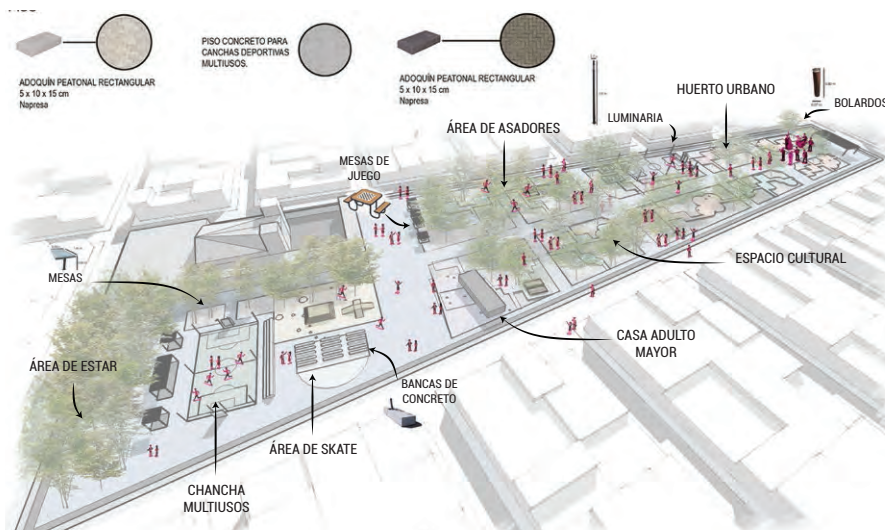 PISO
ADOQUÍN PEATONAL RECTANGULAR
5 x 10 x 15 cm
Napresa
PISO CONCRETO PARA
CANCHAS DEPORTIVAS
MULTIUSOS.
ADOQUÍN PEATONAL RECTANGULAR
5 x 10 x 15 cm
Napresa
HUERTO URBANO
BOLARDOS
LUMINARIA
ÁREA DE ASADORES
MESAS DE
JUEGO
ESPACIO CULTURAL
MESAS
CASA ADULTO
MAYOR
ÁREA DE ESTAR
BANCAS DE
CONCRETO
ÁREA DE SKATE
CHANCHA
MULTIUSOS